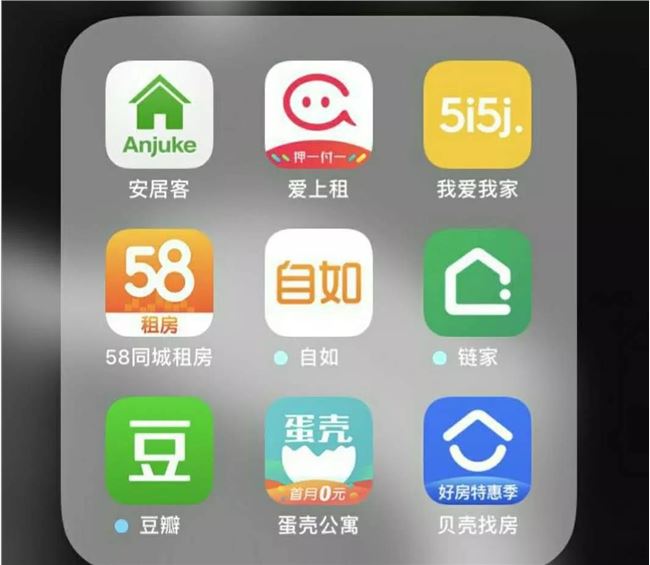 Anjuke
押一付一
5i5j.
安居客
爱上租
我爱我家
58
租房
自如
58同城租房
自如
链家
豆
蛋壳
首月0元
好房特惠季
豆瓣
蛋壳公寓
贝壳找房